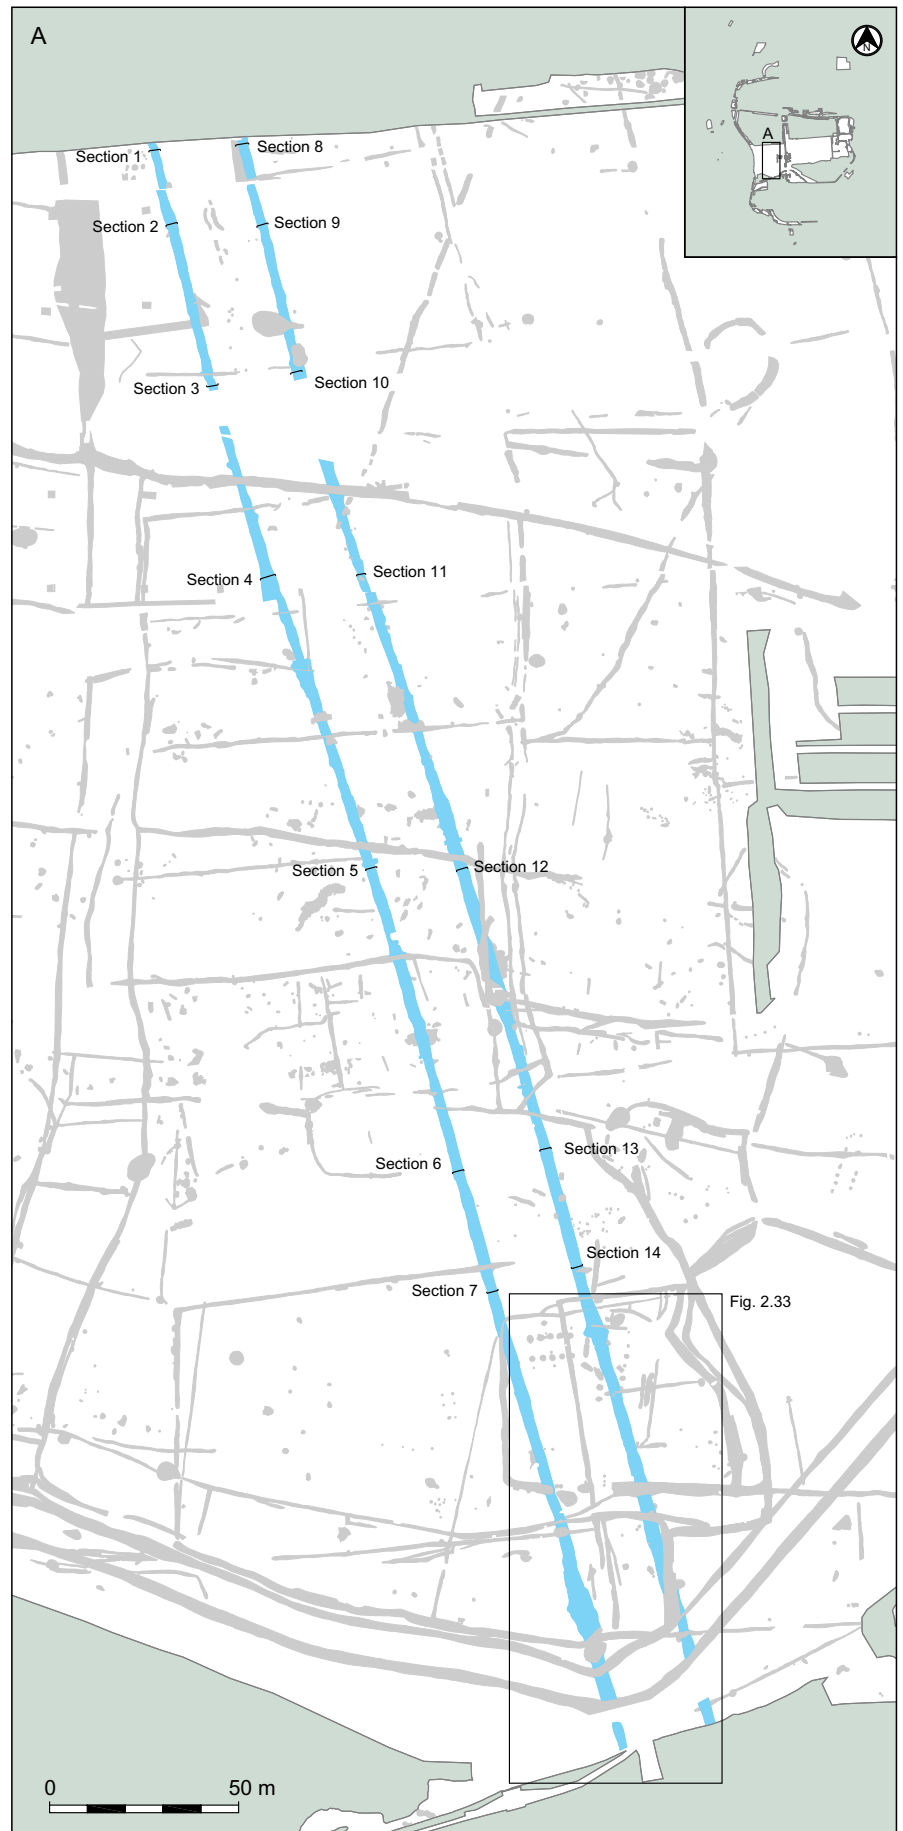 A
N
A
Section 1
Section 8
Section 2
Section 9
Section 3
Section 10
Section 4
Section 11
Section 5
Section 12
Section 6
Section 13
Section 14
Section 7
Fig. 2.33
0
50 m